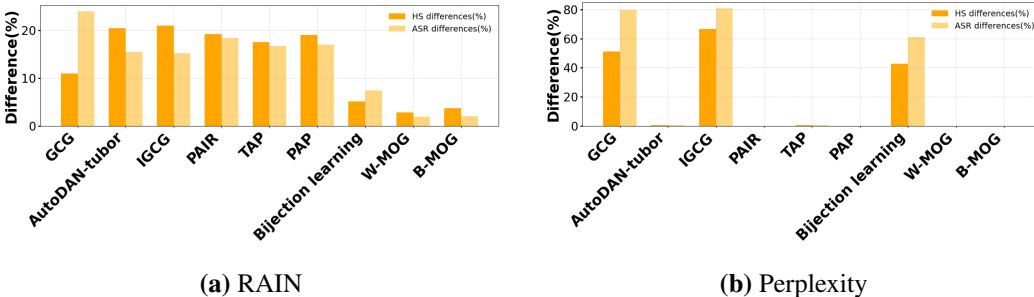 Difference(%)
20
10
0
HS differences(%)
ASR differences(%)
GCG
AutoDAN-tubor
IGCG
PAIR
TAP
PAP
Bijection learning
W-MOG
B-MOG
(a) RAIN
Difference(%)
80
60
40
20
0
HS differences(%)
ASR differences(%)
GCG
AutoDAN-tubor
IGCG
PAIR
TAP
PAP
Bijection learning
W-MOG
B-MOG
(b) Perplexity